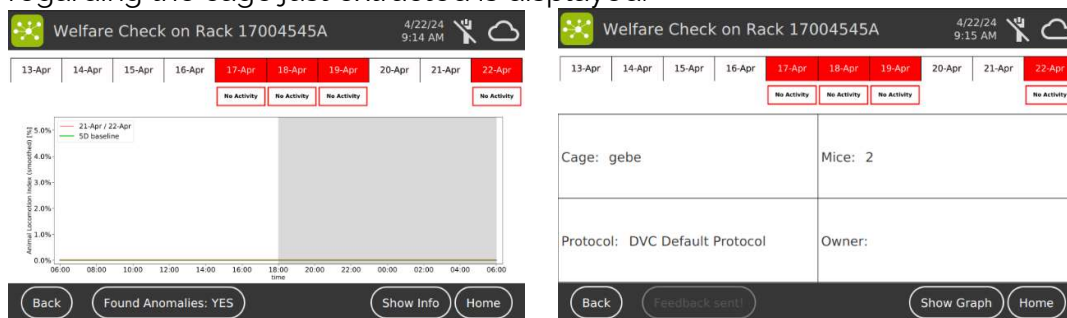 Welfare Check on Rack 17004545A
4/22/24
9:14 AM
13-Apr 14-Apr 15-Apr 16-Apr 17-Apr 18-Apr 19-Apr 20-Apr 21-Apr 22-Apr
No Activity No Activity No Activity No Activity
21-Apr / 22-Apr
5D baseline
Animal Locomotion Index (smoothed) [%]
5.0%
4.0%
3.0%
2.0%
1.0%
0.0%
06:00 08:00 10:00 12:00 14:00 16:00 18:00 20:00 22:00 00:00 02:00 04:00 06:00
time
Back Found Anomalies: YES Show Info Home
Welfare Check on Rack 17004545A
4/22/24
9:15 AM
13-Apr 14-Apr 15-Apr 16-Apr 17-Apr 18-Apr 19-Apr 20-Apr 21-Apr 22-Apr
No Activity No Activity No Activity No Activity
Cage: gebe Mice: 2
Protocol: DVC Default Protocol Owner:
Back Feedback sent! Show Graph Home